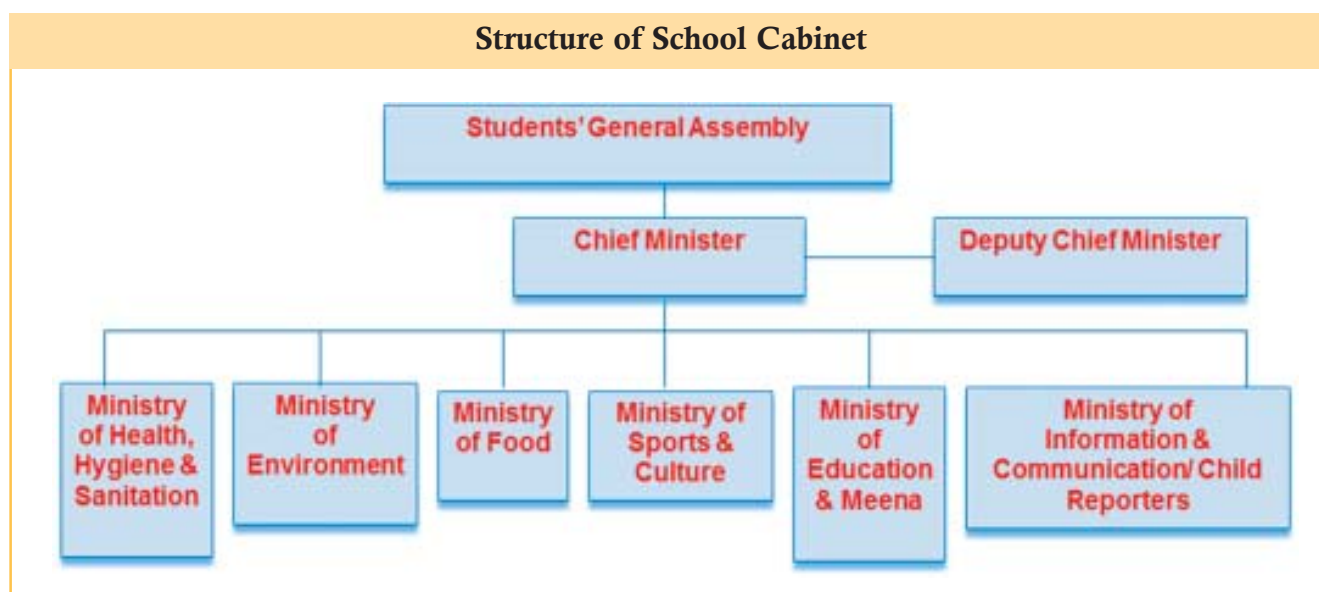 Structure of School Cabinet
Students' General Assembly
Chief Minister
Deputy Chief Minister
Ministry
of Health,
Hygiene &
Sanitation
Ministry
of
Environment
Ministry
of Food
Ministry of
Sports &
Culture
Ministry
of
Education
& Meena
Ministry of
Information &
Communication/ Child
Reporters